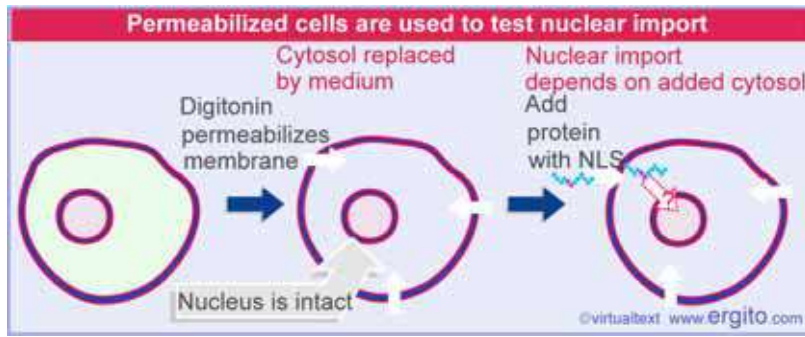 Permeabilized cells are used to test nuclear import
Cytosol replaced
by medium
Nuclear import
depends on added cytosol
Digitonin
permeabilizes
membrane
Add
protein
with NLS
Nucleus is intact
©virtualtext www.ergito.com